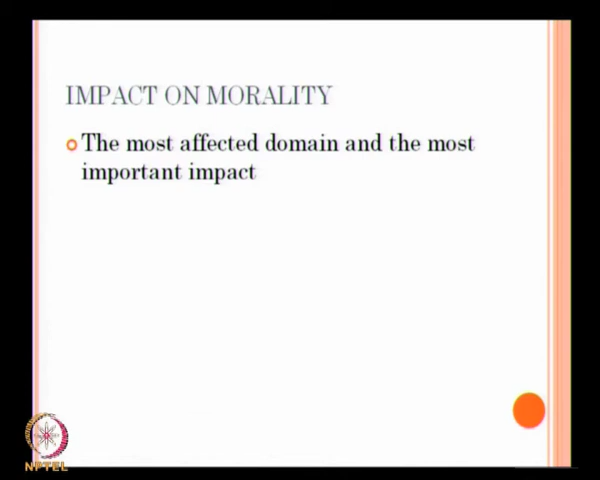 IMPACT ON MORALITY
The most affected domain and the most
important impact
NPTEL